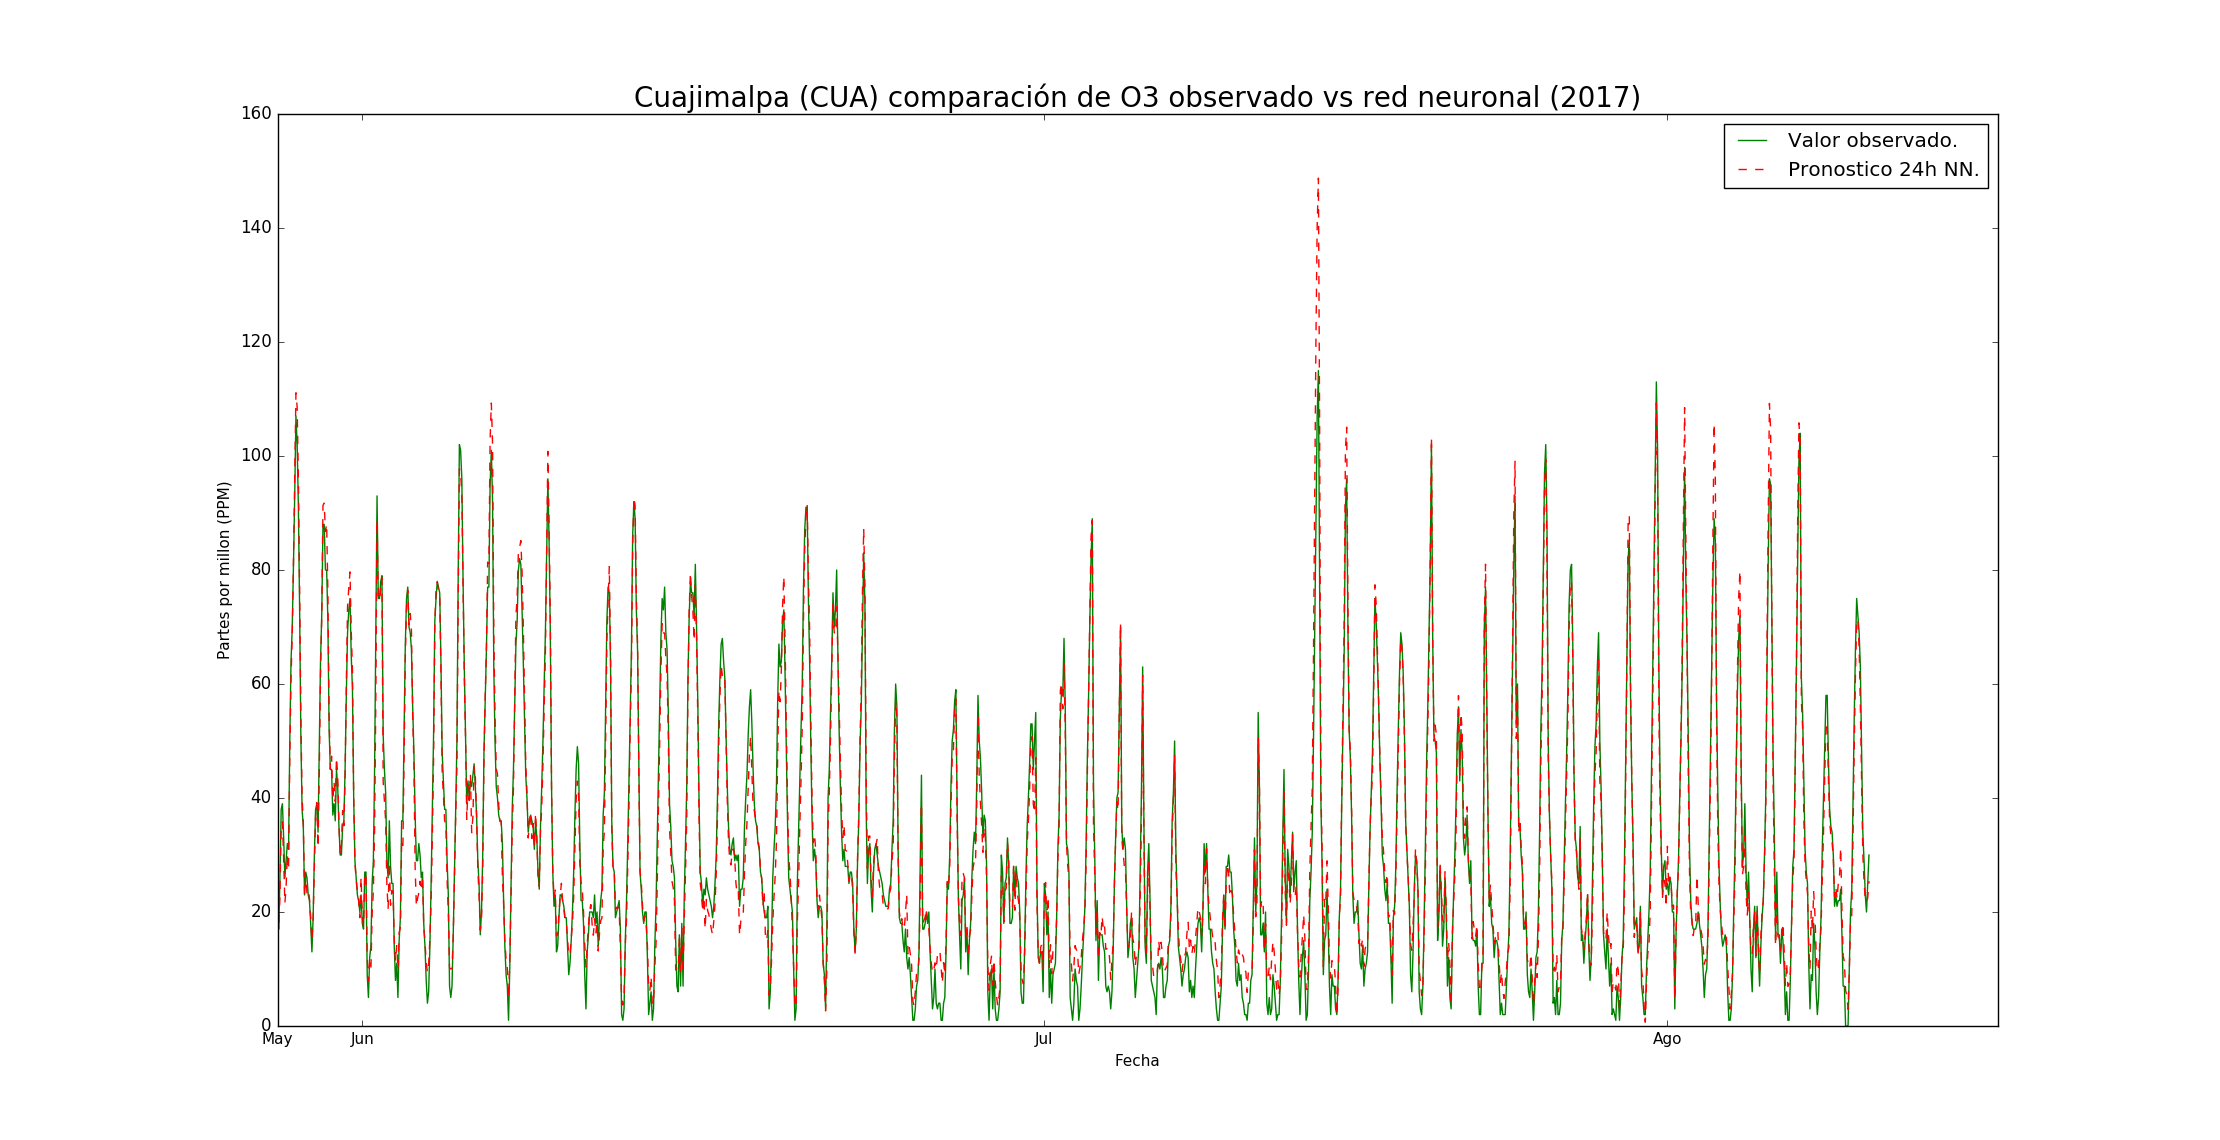 Cuajimalpa (CUA) comparación de O3 observado vs red neuronal (2017)
Valor observado.
Pronostico 24h NN.
160
140
120
100
80
60
40
20
0
Partes por millon (PPM)
May
Jun
Jul
Ago
Fecha